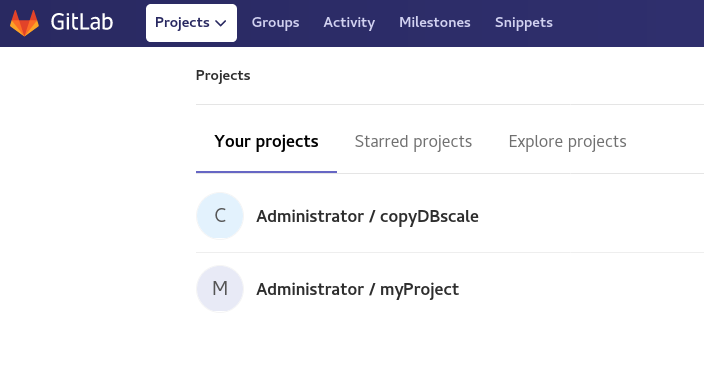 GitLab Projects Groups Activity Milestones Snippets
Projects
Your projects Starred projects Explore projects
C Administrator / copyDBscale
M Administrator / myProject